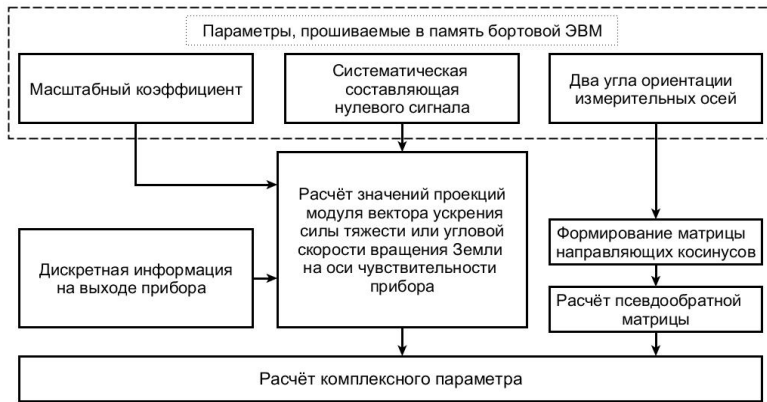 Параметры, прошиваемые в память бортовой ЭВМ
Масштабный коэффициент
Систематическая
составляющая
нулевого сигнала
Два угла ориентации
измерительных осей
Расчёт значений проекций
модуля вектора ускрения
силы тяжести или угловой
скорости вращения Земли
на оси чувствительности
прибора
Дискретная информация
на выходе прибора
Формирование матрицы
направляющих косинусов
Расчёт псевдообратной
матрицы
Расчёт комплексного параметра